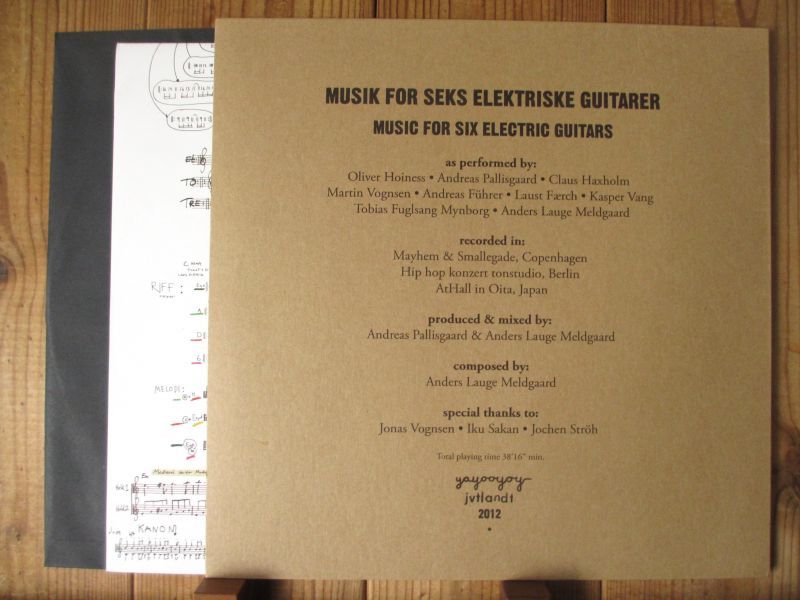 MUSIK FOR SEKS ELEKTRISKE GUITARER
MUSIC FOR SIX ELECTRIC GUITARS
as performed by:
Oliver Hoiness • Andreas Pallisgaard • Claus Haxholm
Martin Vognsen • Andreas Führer • Laust Færch • Kasper Vang
Tobias Fuglsang Mynborg • Anders Lauge Meldgaard
recorded in:
Mayhem & Smallegade, Copenhagen
Hip hop konzert tonstudio, Berlin
AtHall in Oita, Japan
produced & mixed by:
Andreas Pallisgaard & Anders Lauge Meldgaard
composed by:
Anders Lauge Meldgaard
special thanks to:
Jonas Vognsen • Iku Sakan • Jochen Ströh
Total playing time 38'16" min.
yoyooyoy
jvtlandt
2012
TO
TRE
RIFF:
MELODI:
KANON